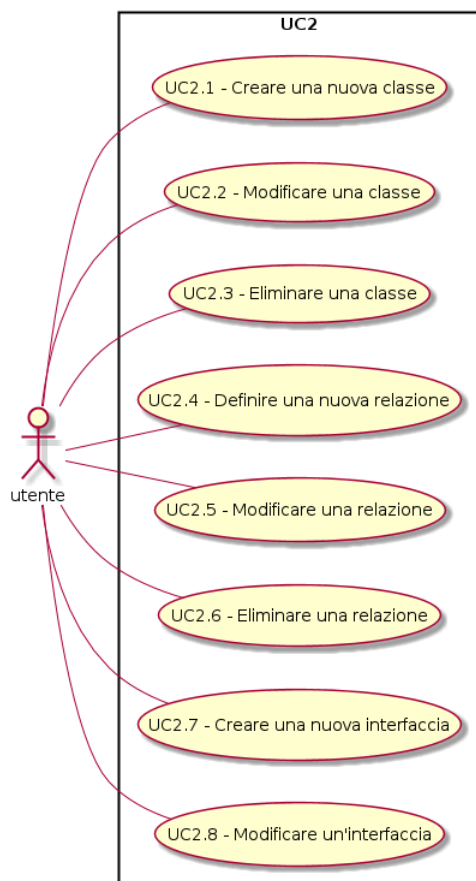 UC2
UC2.1 - Creare una nuova classe
UC2.2 - Modificare una classe
UC2.3 - Eliminare una classe
UC2.4 - Definire una nuova relazione
utente
UC2.5 - Modificare una relazione
UC2.6 - Eliminare una relazione
UC2.7 - Creare una nuova interfaccia
UC2.8 - Modificare un'interfaccia